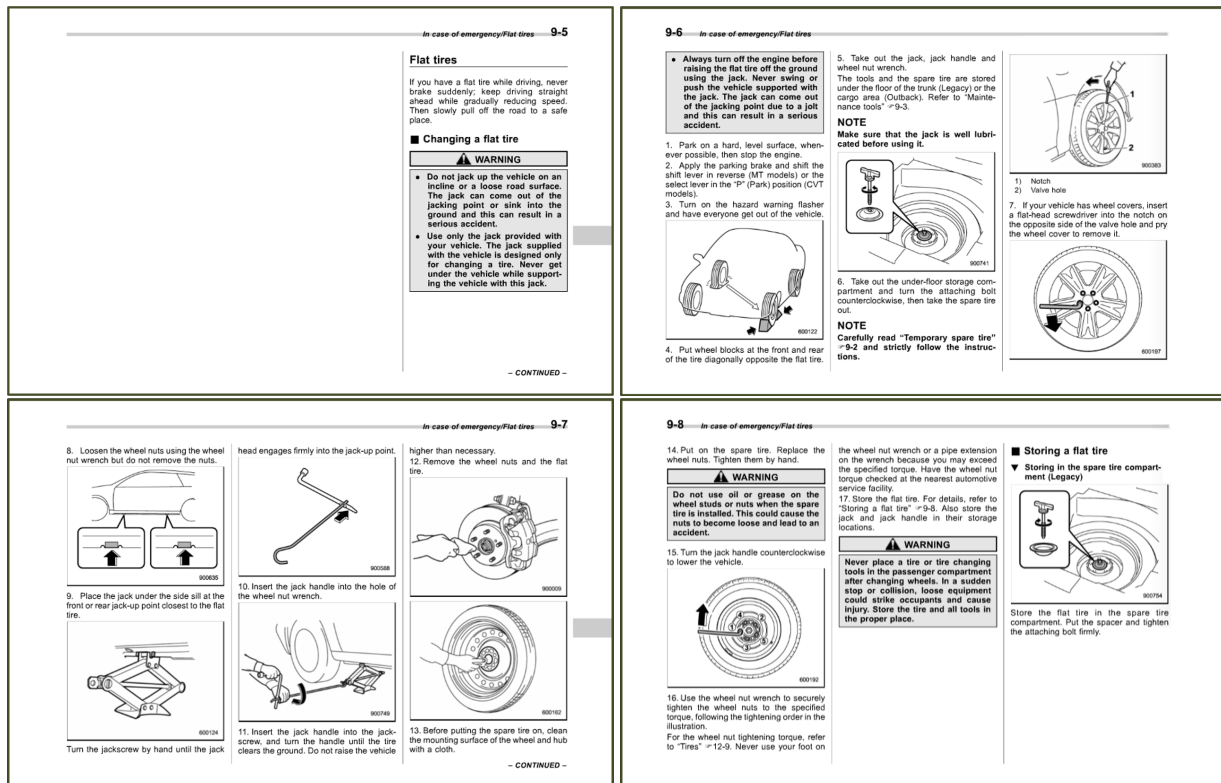 In case of emergency/Flat tires 9-5
Flat tires
If you have a flat tire while driving, never
brake suddenly; keep driving straight
ahead while gradually reducing speed.
Then slowly pull off the road to a safe
place.
■ Changing a flat tire
WARNING
● Do not jack up the vehicle on an
incline or a loose road surface.
The jack can come out of the
jacking point or sink into the
ground and this can result in a
serious accident.
● Use only the jack provided with
your vehicle. The jack supplied
with the vehicle is designed only
for changing a tire. Never get
under the vehicle while support-
ing the vehicle with this jack.
– CONTINUED –
9-6 In case of emergency/Flat tires
● Always turn off the engine before
raising the flat tire off the ground
using the jack. Never swing or
push the vehicle supported with
the jack. The jack can come out
of the jacking point due to a jolt
and this can result in a serious
accident.
1. Park on a hard, level surface, when-
ever possible, then stop the engine.
2. Apply the parking brake and shift the
shift lever in reverse (MT models) or the
select lever in the “P” (Park) position (CVT
models).
3. Turn on the hazard warning flasher
and have everyone get out of the vehicle.
600122
4. Put wheel blocks at the front and rear
of the tire diagonally opposite the flat tire.
5. Take out the jack, jack handle and
wheel nut wrench.
The tools and the spare tire are stored
under the floor of the trunk (Legacy) or the
cargo area (Outback). Refer to “Mainte-
nance tools” ☞9-3.
NOTE
Make sure that the jack is well lubri-
cated before using it.
900741
6. Take out the under-floor storage com-
partment and turn the attaching bolt
counterclockwise, then take the spare tire
out.
NOTE
Carefully read “Temporary spare tire”
☞9-2 and strictly follow the instruc-
tions.
1
2
900383
1) Notch
2) Valve hole
7. If your vehicle has wheel covers, insert
a flat-head screwdriver into the notch on
the opposite side of the valve hole and pry
the wheel cover to remove it.
600197
In case of emergency/Flat tires 9-7
8. Loosen the wheel nuts using the wheel
nut wrench but do not remove the nuts.
900635
9. Place the jack under the side sill at the
front or rear jack-up point closest to the flat
tire.
600124
Turn the jackscrew by hand until the jack
head engages firmly into the jack-up point.
900588
10. Insert the jack handle into the hole of
the wheel nut wrench.
900749
11. Insert the jack handle into the jack-
screw, and turn the handle until the tire
clears the ground. Do not raise the vehicle
higher than necessary.
12. Remove the wheel nuts and the flat
tire.
900009
600162
13. Before putting the spare tire on, clean
the mounting surface of the wheel and hub
with a cloth.
– CONTINUED –
9-8 In case of emergency/Flat tires
14. Put on the spare tire. Replace the
wheel nuts. Tighten them by hand.
WARNING
Do not use oil or grease on the
wheel studs or nuts when the spare
tire is installed. This could cause the
nuts to become loose and lead to an
accident.
15. Turn the jack handle counterclockwise
to lower the vehicle.
4
1
2
5
3
600192
16. Use the wheel nut wrench to securely
tighten the wheel nuts to the specified
torque, following the tightening order in the
illustration.
For the wheel nut tightening torque, refer
to “Tires” ☞12-9. Never use your foot on
the wheel nut wrench or a pipe extension
on the wrench because you may exceed
the specified torque. Have the wheel nut
torque checked at the nearest automotive
service facility.
17. Store the flat tire. For details, refer to
“Storing a flat tire” ☞9-8. Also store the
jack and jack handle in their storage
locations.
WARNING
Never place a tire or tire changing
tools in the passenger compartment
after changing wheels. In a sudden
stop or collision, loose equipment
could strike occupants and cause
injury. Store the tire and all tools in
the proper place.
■ Storing a flat tire
▼ Storing in the spare tire compart-
ment (Legacy)
900754
Store the flat tire in the spare tire
compartment. Put the spacer and tighten
the attaching bolt firmly.